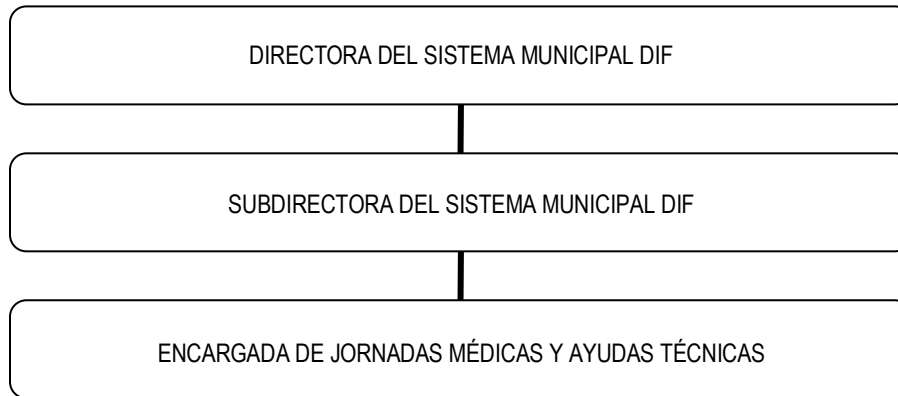 DIRECTORA DEL SISTEMA MUNICIPAL DIF
SUBDIRECTORA DEL SISTEMA MUNICIPAL DIF
ENCARGADA DE JORNADAS MÉDICAS Y AYUDAS TÉCNICAS